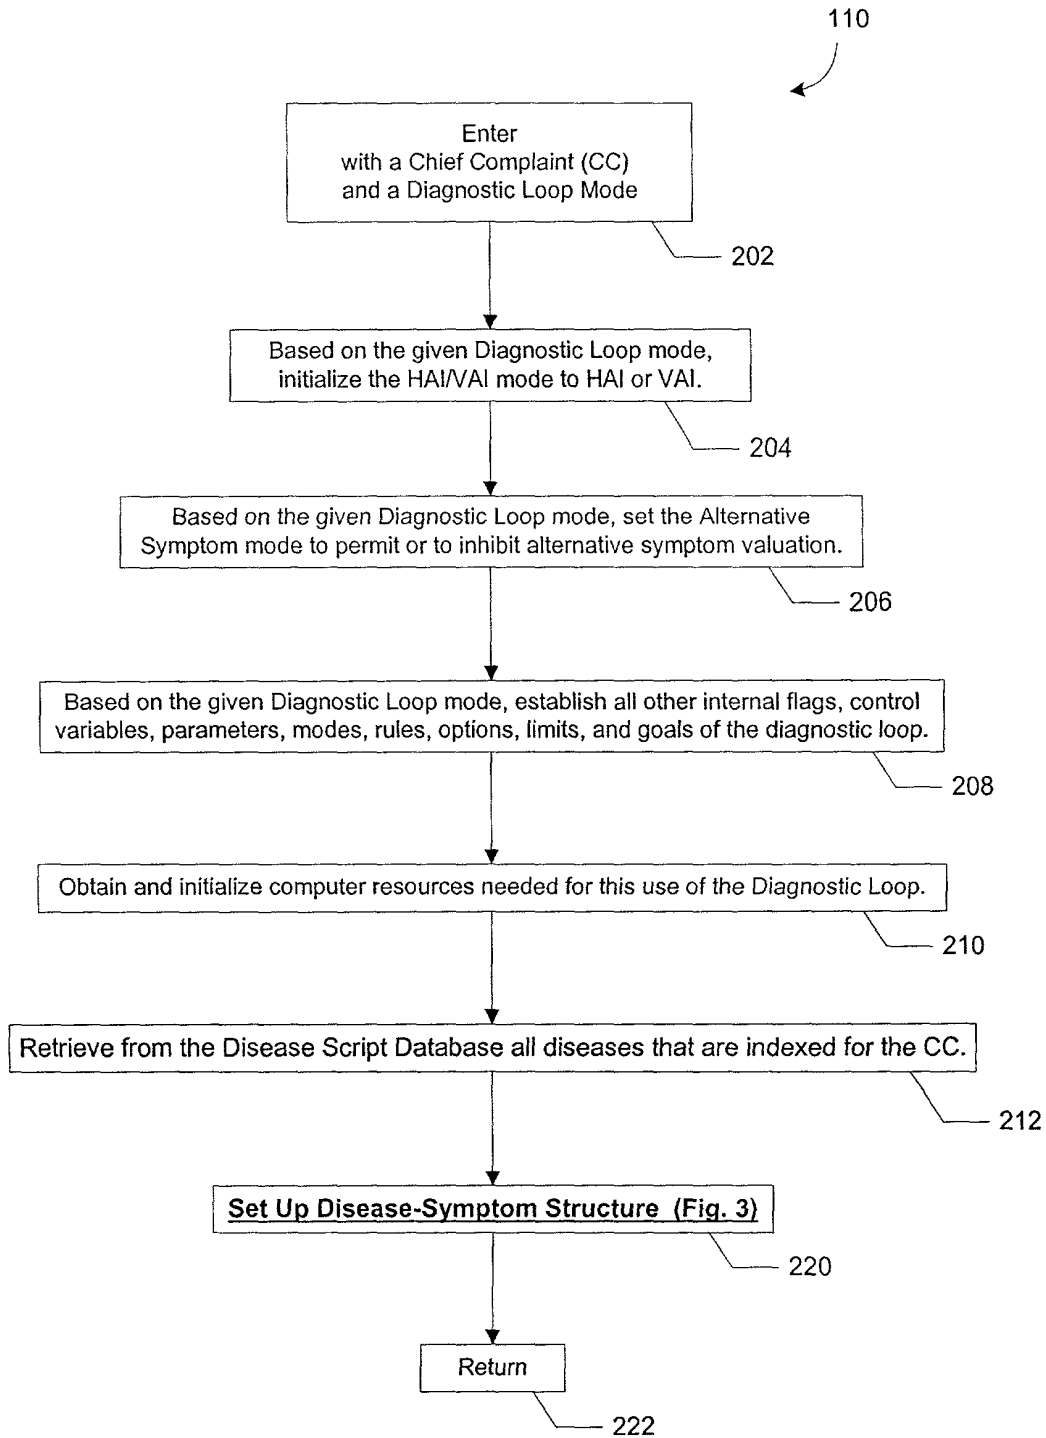 110
Enter
with a Chief Complaint (CC)
and a Diagnostic Loop Mode
202
Based on the given Diagnostic Loop mode,
initialize the HAI/VAI mode to HAI or VAI.
204
Based on the given Diagnostic Loop mode, set the Alternative
Symptom mode to permit or to inhibit alternative symptom valuation.
206
Based on the given Diagnostic Loop mode, establish all other internal flags, control
variables, parameters, modes, rules, options, limits, and goals of the diagnostic loop.
208
Obtain and initialize computer resources needed for this use of the Diagnostic Loop.
210
Retrieve from the Disease Script Database all diseases that are indexed for the CC.
212
Set Up Disease-Symptom Structure (Fig. 3)
220
Return
222